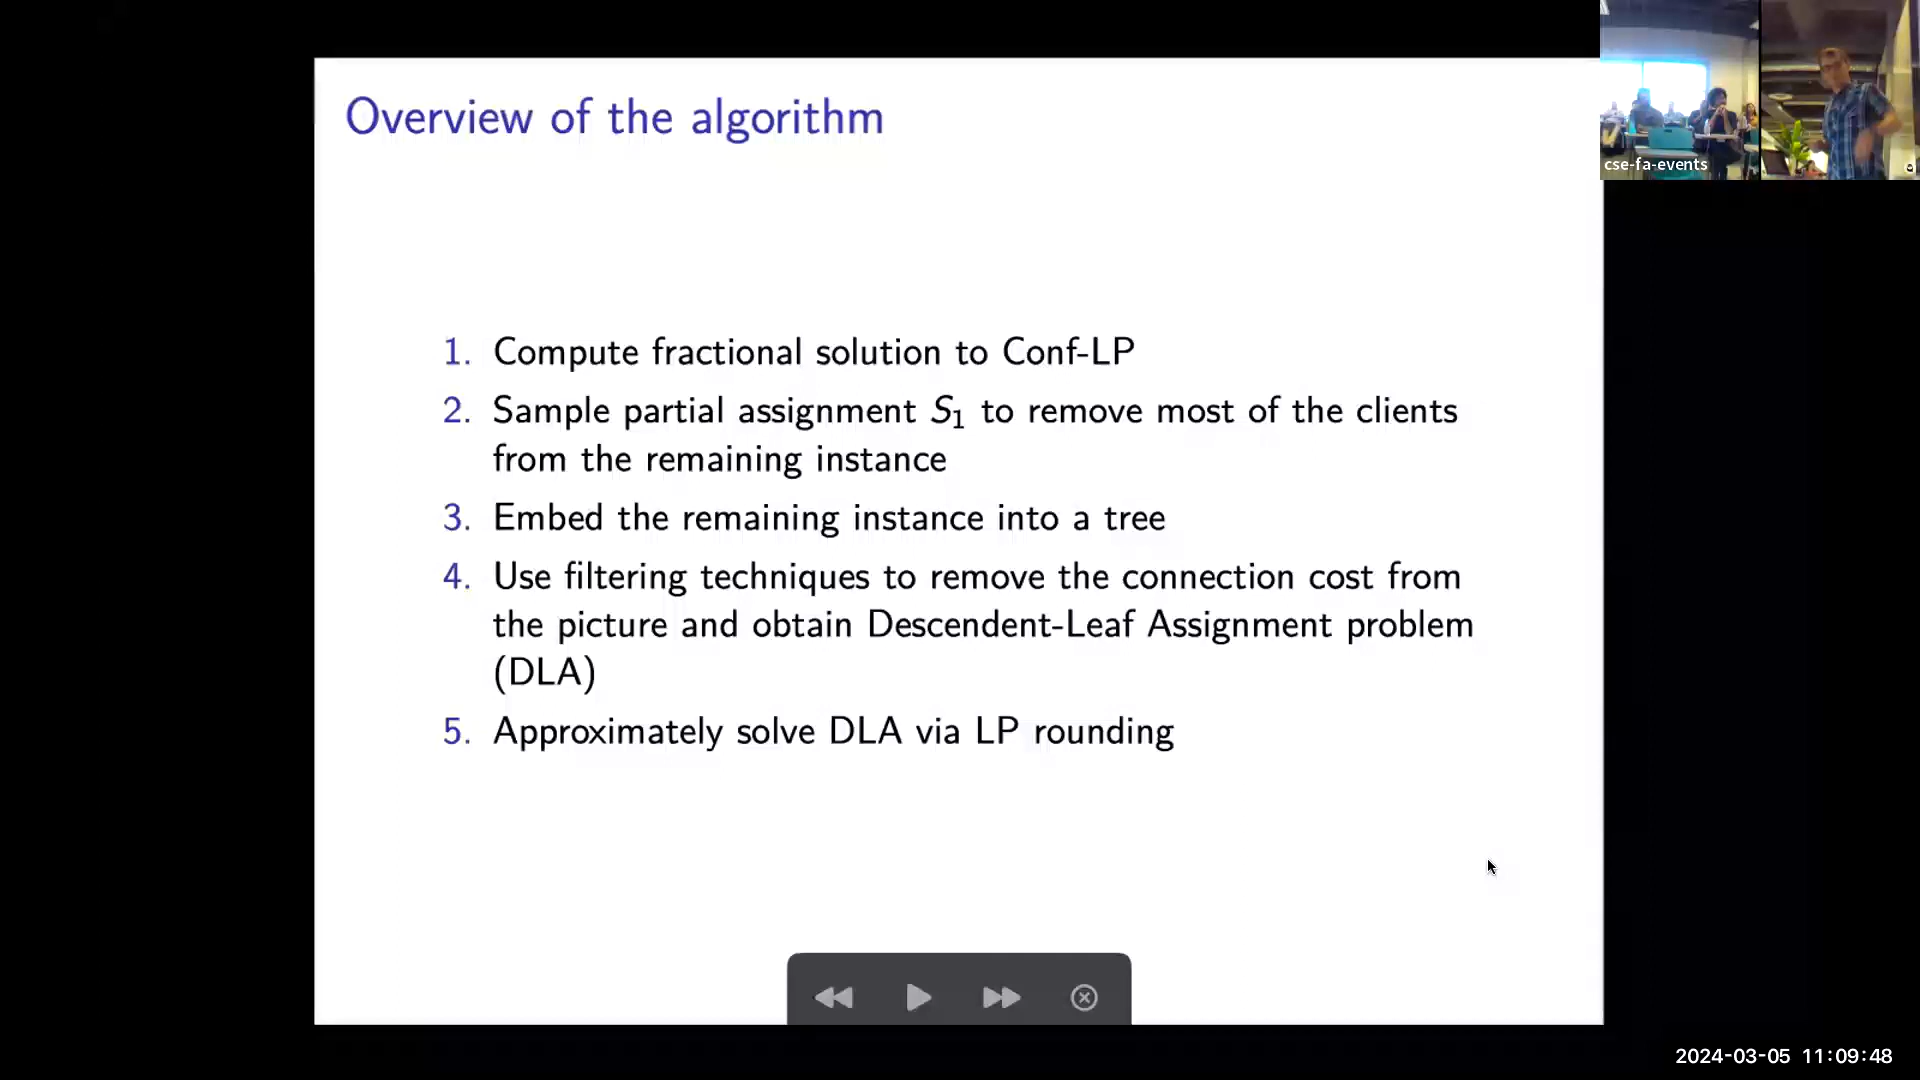 Overview of the algorithm
1. Compute fractional solution to Conf-LP
2. Sample partial assignment S₁ to remove most of the clients
from the remaining instance
3. Embed the remaining instance into a tree
4. Use filtering techniques to remove the connection cost from
the picture and obtain Descendent-Leaf Assignment problem
(DLA)
5. Approximately solve DLA via LP rounding
cse-fa-events
2024-03-05 11:09:48